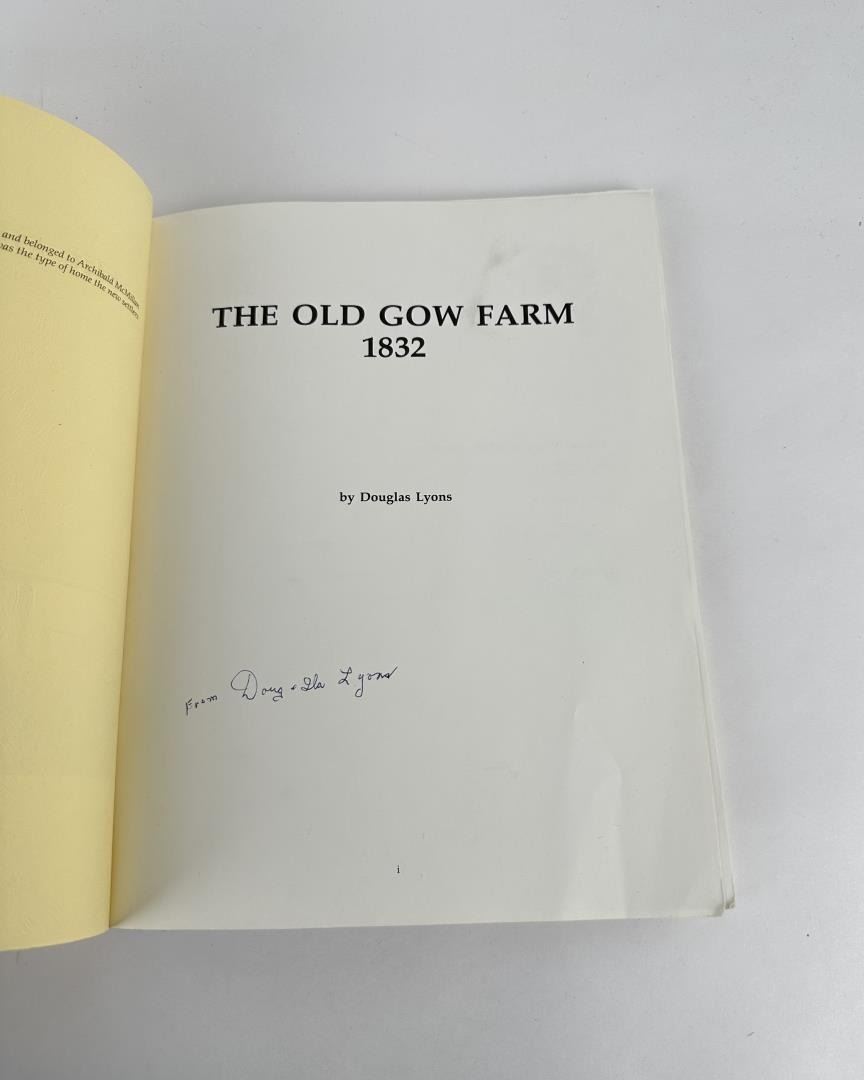 and belonged to Archibald McMillan
was the type of home the new settlers
THE OLD GOW FARM
1832
by Douglas Lyons
From Doug & Ila Lyons
i